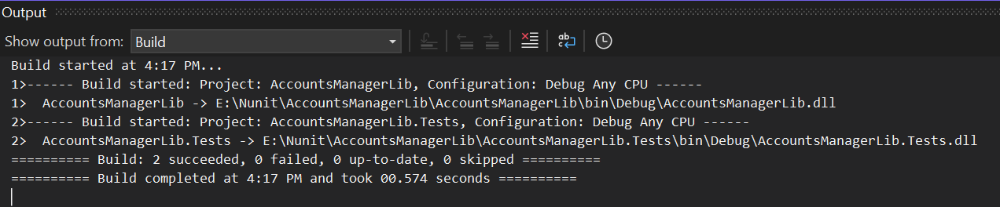 Output
Show output from: Build
Build started at 4:17 PM...
1>------ Build started: Project: AccountsManagerLib, Configuration: Debug Any CPU ------
1>  AccountsManagerLib -> E:\Nunit\AccountsManagerLib\AccountsManagerLib\bin\Debug\AccountsManagerLib.dll
2>------ Build started: Project: AccountsManagerLib.Tests, Configuration: Debug Any CPU ------
2>  AccountsManagerLib.Tests -> E:\Nunit\AccountsManagerLib\AccountsManagerLib.Tests\bin\Debug\AccountsManagerLib.Tests.dll
========== Build: 2 succeeded, 0 failed, 0 up-to-date, 0 skipped ==========
========== Build completed at 4:17 PM and took 00.574 seconds ==========